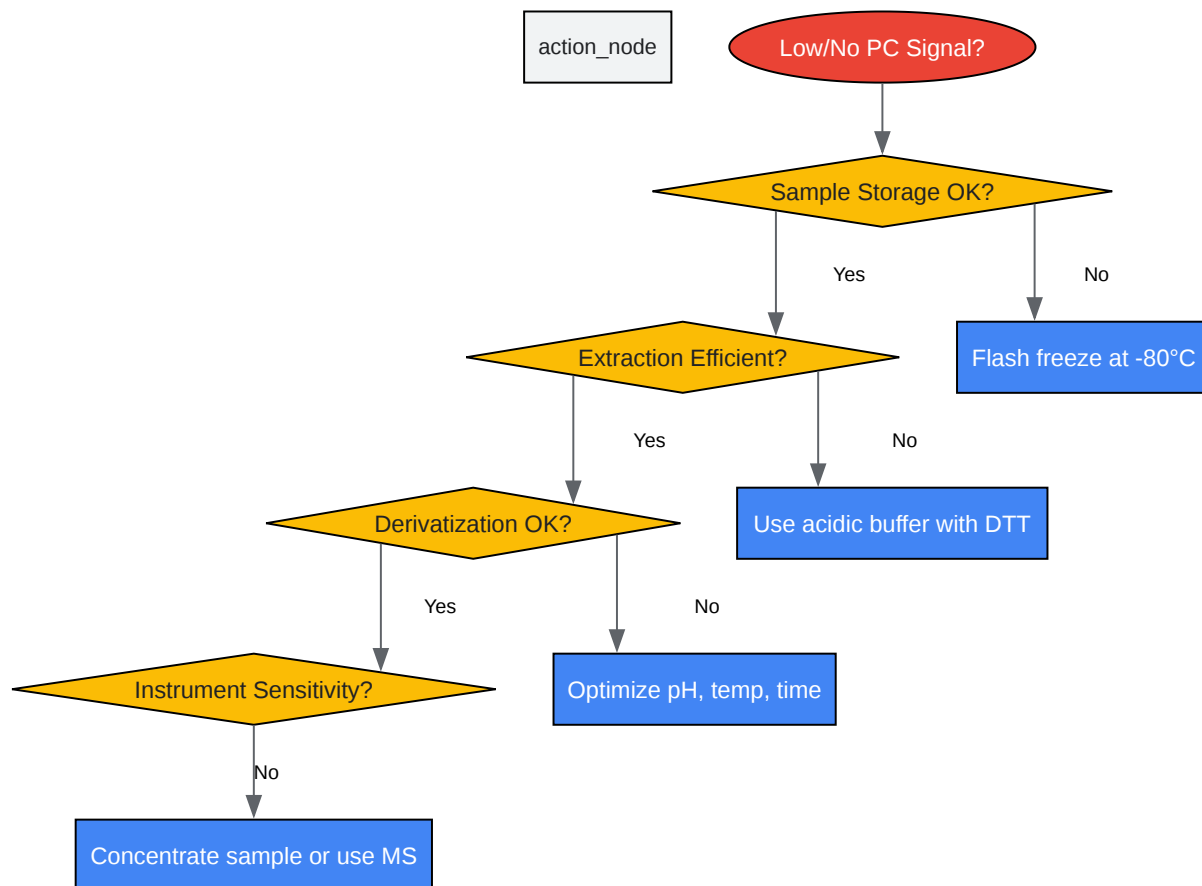 action_node
Low/No PC Signal?
Sample Storage OK?
Yes
No
Extraction Efficient?
Flash freeze at -80°C
Yes
No
Derivatization OK?
Use acidic buffer with DTT
Yes
No
Instrument Sensitivity?
Optimize pH, temp, time
No
Concentrate sample or use MS